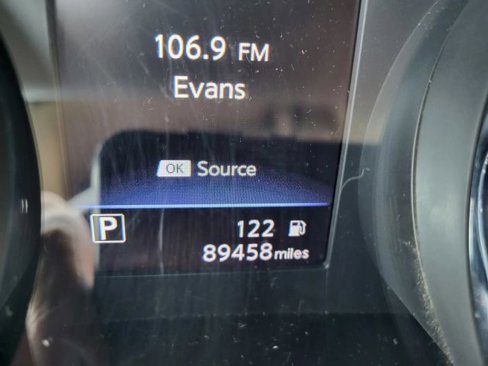 106.9 FM
Evans
OK Source
P 122
89458 miles